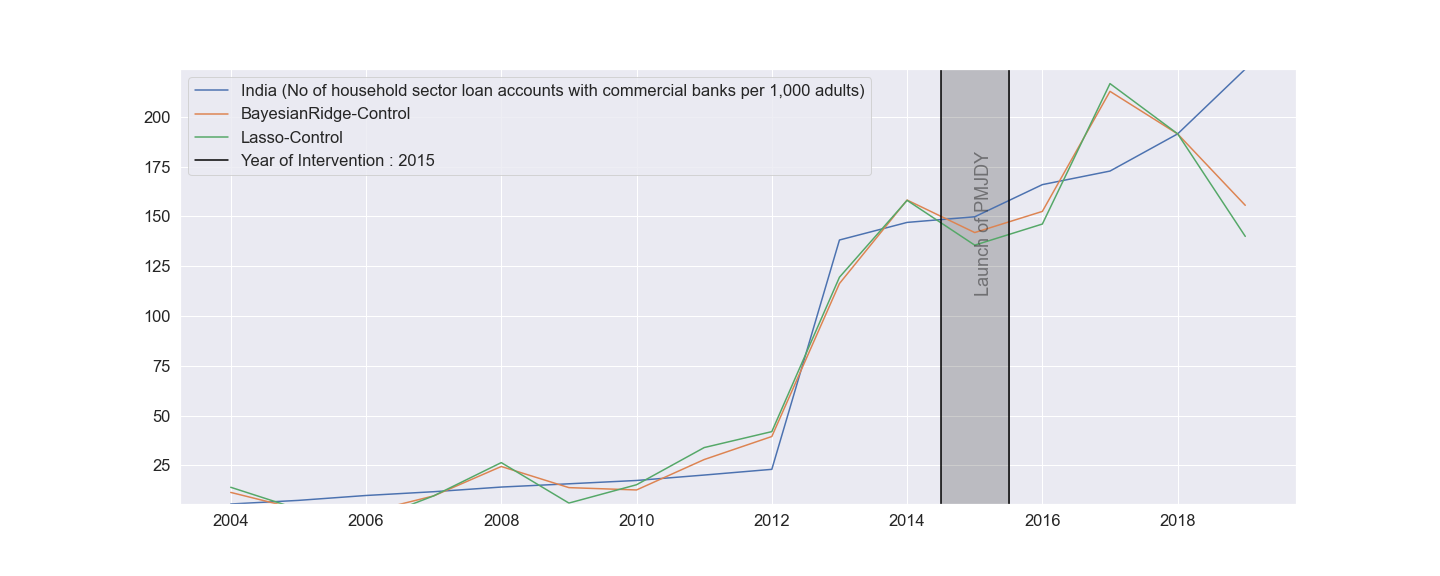 India (No of household sector loan accounts with commercial banks per 1,000 adults)
BayesianRidge-Control
Lasso-Control
Year of Intervention : 2015
200
175
150
125
100
75
50
25
Launch of PMJDY
2004 2006 2008 2010 2012 2014 2016 2018